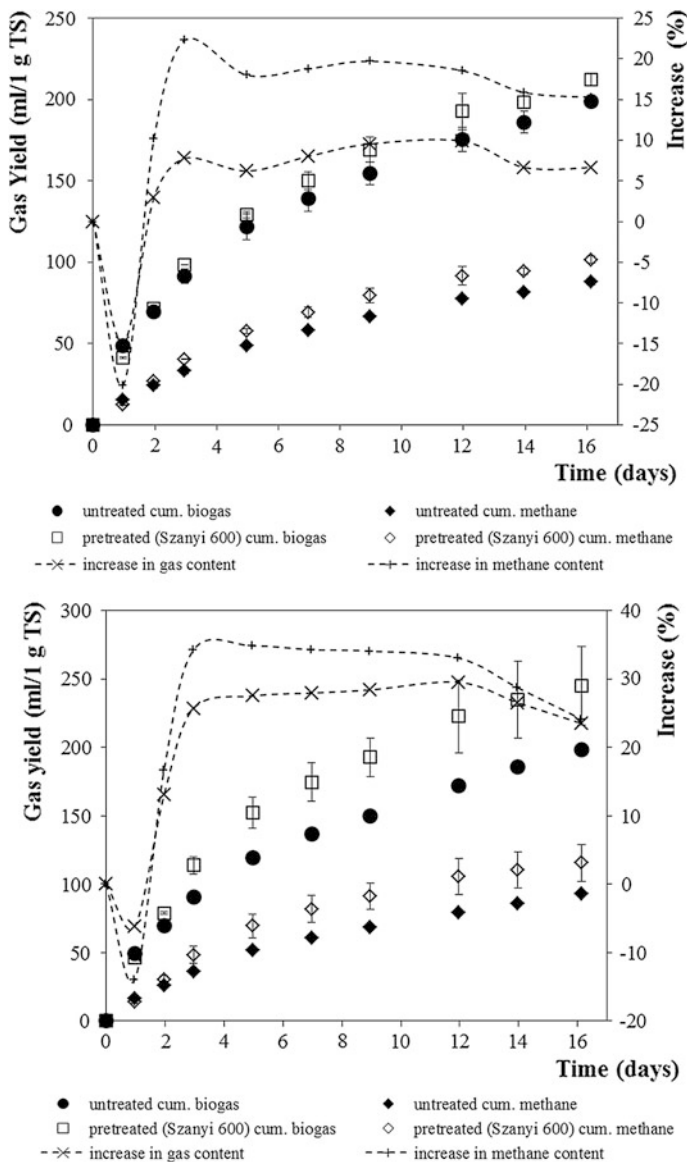 Gas Yield (ml/1 g TS)
250
200
150
100
50
0
25
20
15
10
5
0
-5
-10
-15
-20
-25
Increase (%)
0 2 4 6 8 10 12 14 16
Time (days)
untreated cum. biogas untreated cum. methane
pretreated (Szanyi 600) cum. biogas pretreated (Szanyi 600) cum. methane
increase in gas content increase in methane content
Gas yield (ml/1 g TS)
300
250
200
150
100
50
0
40
30
20
10
0
-10
-20
Increase (%)
0 2 4 6 8 10 12 14 16
Time (days)
untreated cum. biogas untreated cum. methane
pretreated (Szanyi 600) cum. biogas pretreated (Szanyi 600) cum. methane
increase in gas content increase in methane content